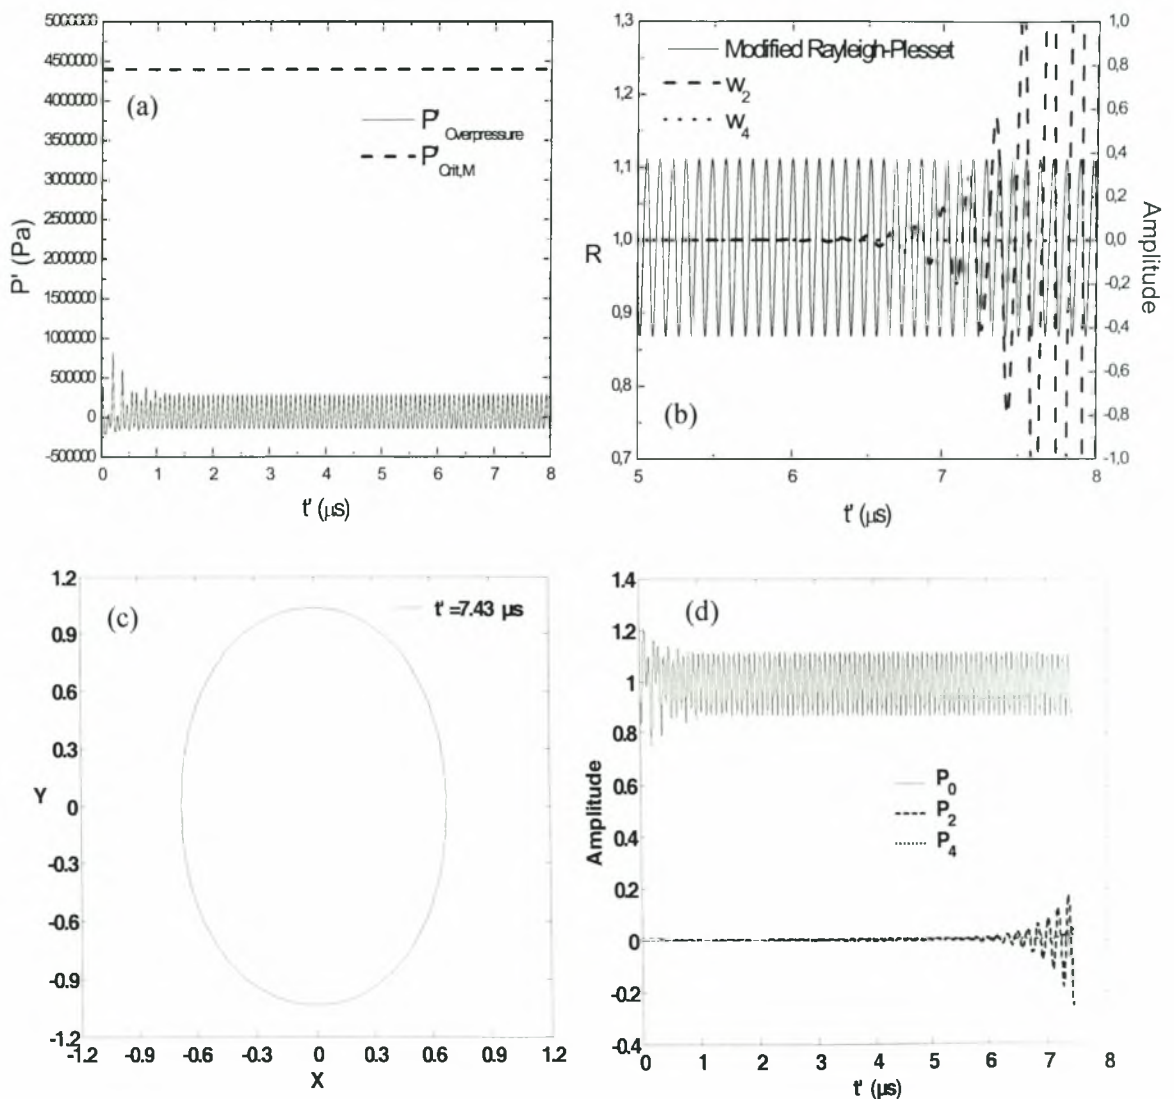 5000000
4500000
4000000
3500000
3000000
2500000
2000000
1500000
1000000
500000
0
-500000
P' (Pa)
(a)
P'Overpressure
P'Crit,M
0 1 2 3 4 5 6 7 8
t' (μs)
1,3
1,2
1,1
1,0
0,9
0,8
0,7
R
Modified Rayleigh-Plesset
w2
w4
(b)
1,0
0,8
0,6
0,4
0,2
0,0
-0,2
-0,4
-0,6
-0,8
-1,0
Amplitude
5 6 7 8
t' (μs)
1.2
0.9
0.6
0.3
0
-0.3
-0.6
-0.9
-1.2
Y
(c)
t' =7.43 μs
-1.2 -0.9 -0.6 -0.3 0 0.3 0.6 0.9 1.2
X
1.4
1.2
1
0.8
0.6
0.4
0.2
0
-0.2
-0.4
Amplitude
(d)
P0
P2
P4
0 1 2 3 4 5 6 7 8
t' (μs)